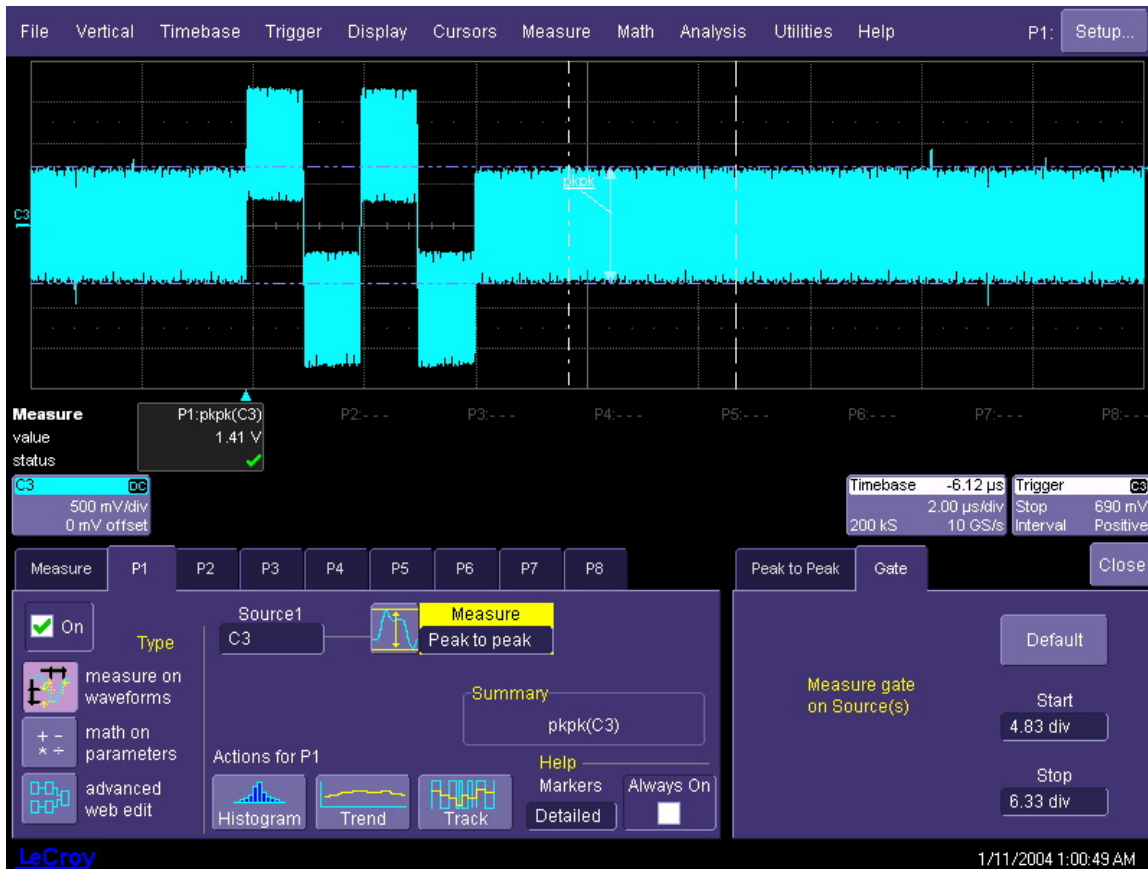 File Vertical Timebase Trigger Display Cursors Measure Math Analysis Utilities Help P1: Setup...
pkpk
C3
Measure P1:pkpk(C3) P2:- - - P3:- - - P4:- - - P5:- - - P6:- - - P7:- - - P8:- - -
value 1.41 V
status
C3 DC
500 mV/div
0 mV offset
Timebase -6.12 µs
2.00 µs/div
200 kS 10 GS/s
Trigger C3
Stop 690 mV
Interval Positive
Measure P1 P2 P3 P4 P5 P6 P7 P8
Peak to Peak Gate Close
On
Type
measure on
waveforms
math on
parameters
advanced
web edit
Source1
C3
Measure
Peak to peak
Summary
pkpk(C3)
Actions for P1
Histogram Trend Track
Help
Markers
Detailed
Always On
Measure gate
on Source(s)
Default
Start
4.83 div
Stop
6.33 div
LeCroy
1/11/2004 1:00:49 AM